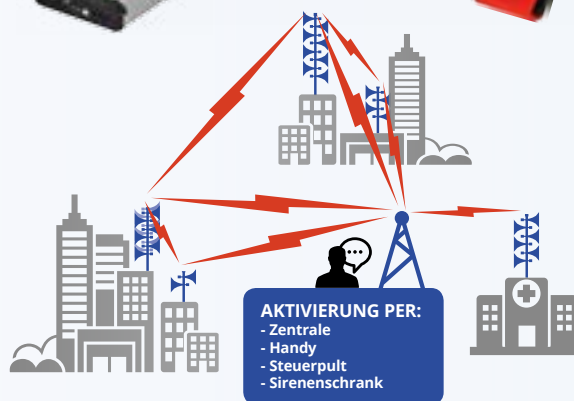 AKTIVIERUNG PER:
- Zentrale
- Handy
- Steuerpult
- Sirenenschrank